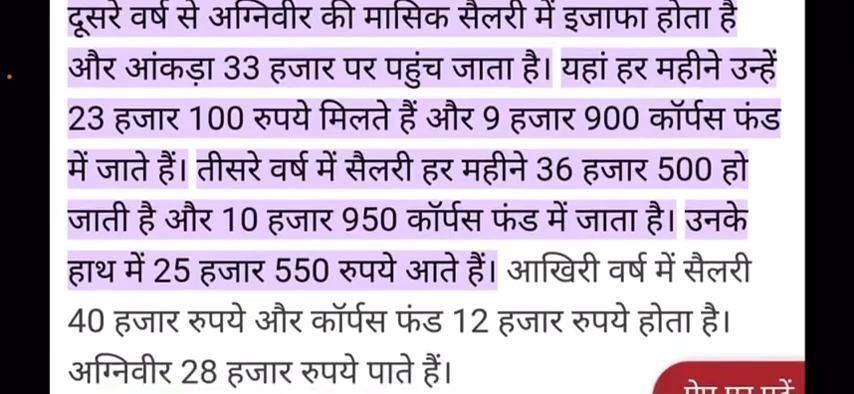 दूसरे वर्ष से अग्निवीर की मासिक सैलरी में इजाफा होता है
और आंकड़ा 33 हजार पर पहुंच जाता है। यहां हर महीने उन्हें
23 हजार 100 रुपये मिलते हैं और 9 हजार 900 कॉर्पस फंड
में जाते हैं। तीसरे वर्ष में सैलरी हर महीने 36 हजार 500 हो
जाती है और 10 हजार 950 कॉर्पस फंड में जाता है। उनके
हाथ में 25 हजार 550 रुपये आते हैं। आखिरी वर्ष में सैलरी
40 हजार रुपये और कॉर्पस फंड 12 हजार रुपये होता है।
अग्निवीर 28 हजार रुपये पाते हैं।